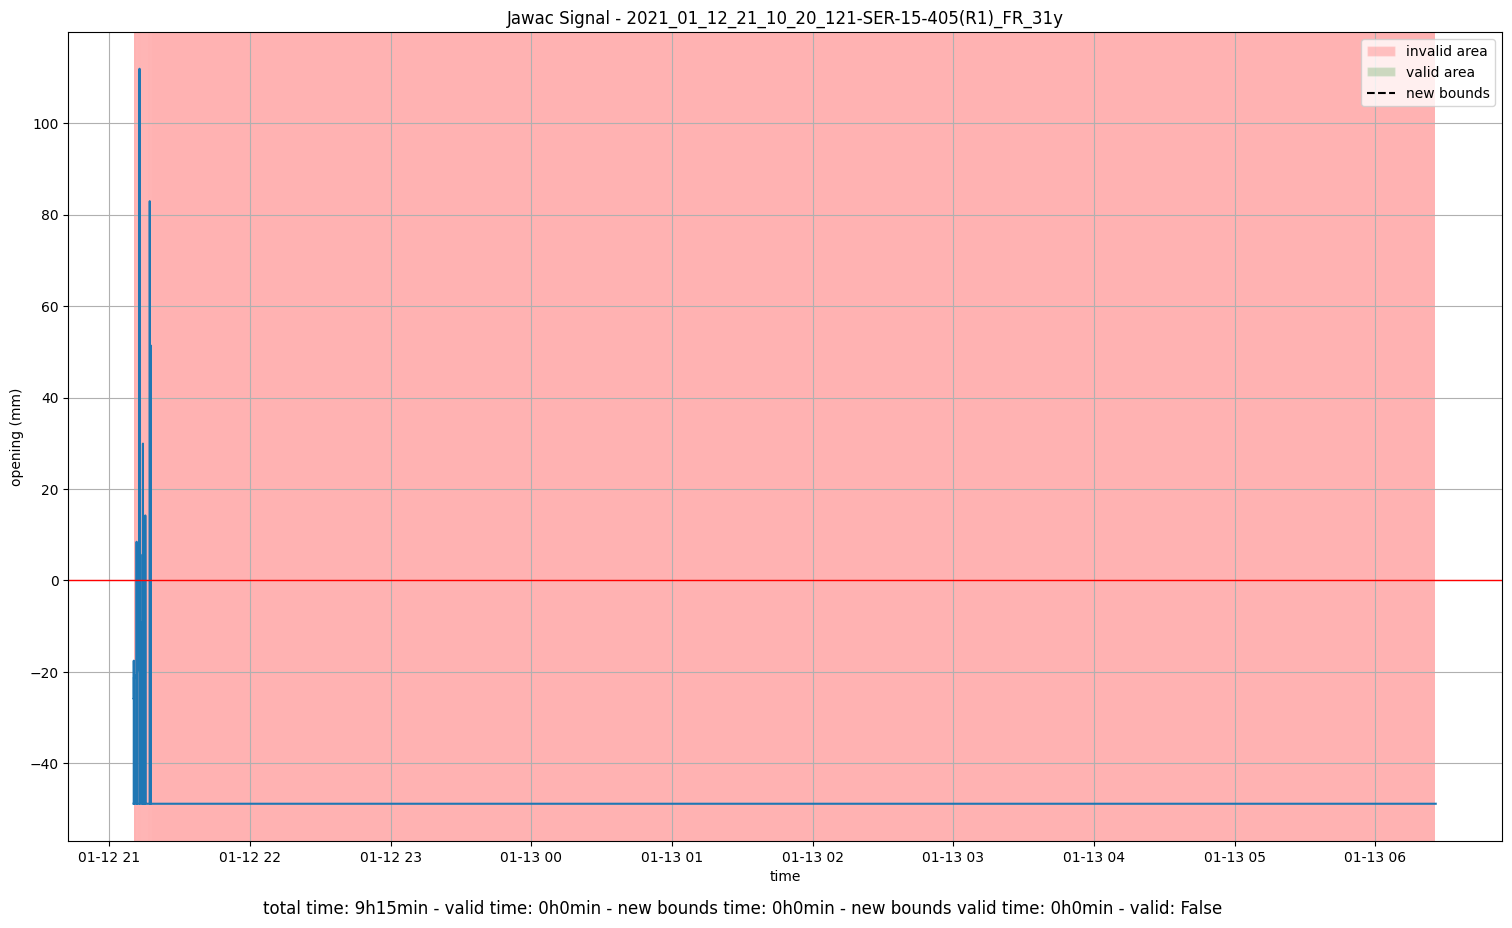 Jawac Signal - 2021_01_12_21_10_20_121-SER-15-405(R1)_FR_31y
invalid area
valid area
new bounds
100
80
60
40
20
0
−20
−40
opening (mm)
01-12 21 01-12 22 01-12 23 01-13 00 01-13 01 01-13 02 01-13 03 01-13 04 01-13 05 01-13 06
time
total time: 9h15min - valid time: 0h0min - new bounds time: 0h0min - new bounds valid time: 0h0min - valid: False